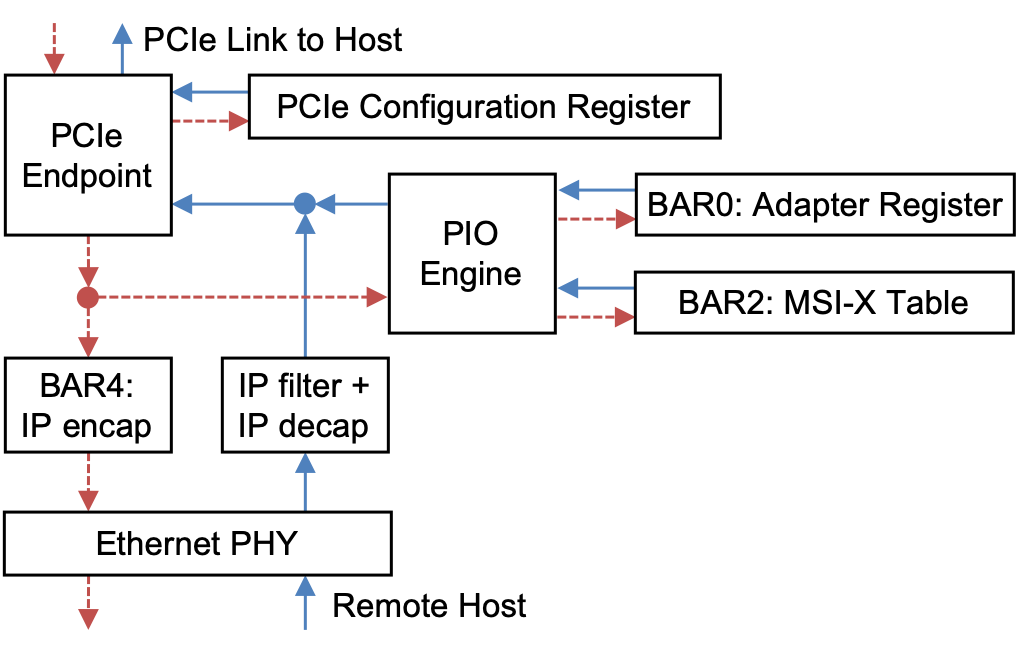 PCIe Link to Host
PCIe
Endpoint
PCIe Configuration Register
PIO
Engine
BAR0: Adapter Register
BAR2: MSI-X Table
BAR4:
IP encap
IP filter +
IP decap
Ethernet PHY
Remote Host